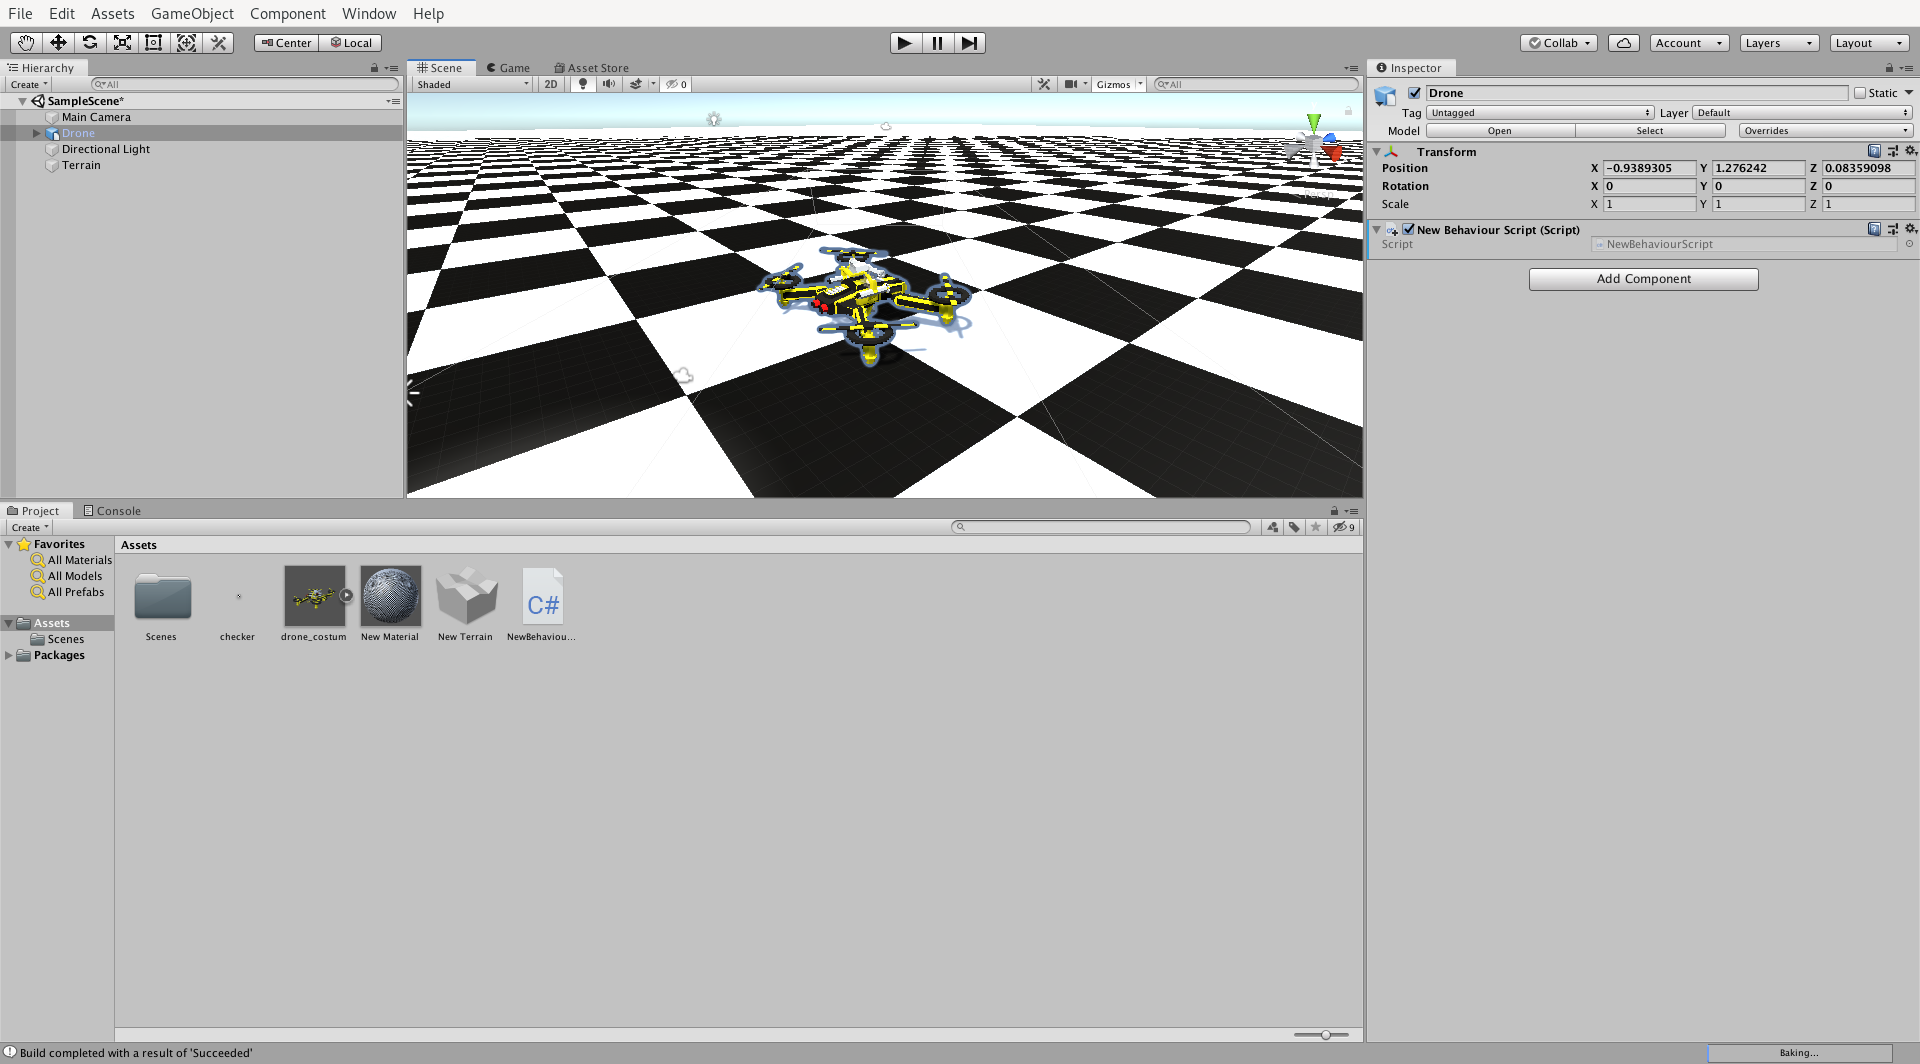 File Edit Assets GameObject Component Window Help
Center Local
Collab Account Layers Layout
Hierarchy
Create All
SampleScene*
Main Camera
Drone
Directional Light
Terrain
Scene Game Asset Store
Shaded 2D 0 Gizmos All
Persp
Inspector
Drone Static
Tag Untagged Layer Default
Model Open Select Overrides
Transform
Position X -0.9389305 Y 1.276242 Z 0.08359098
Rotation X 0 Y 0 Z 0
Scale X 1 Y 1 Z 1
New Behaviour Script (Script)
Script NewBehaviourScript
Add Component
Project Console
Create 9
Favorites
All Materials
All Models
All Prefabs
Assets
Scenes
Packages
Assets
C#
Scenes checker drone_costum New Material New Terrain NewBehaviou...
Build completed with a result of 'Succeeded'
Baking...